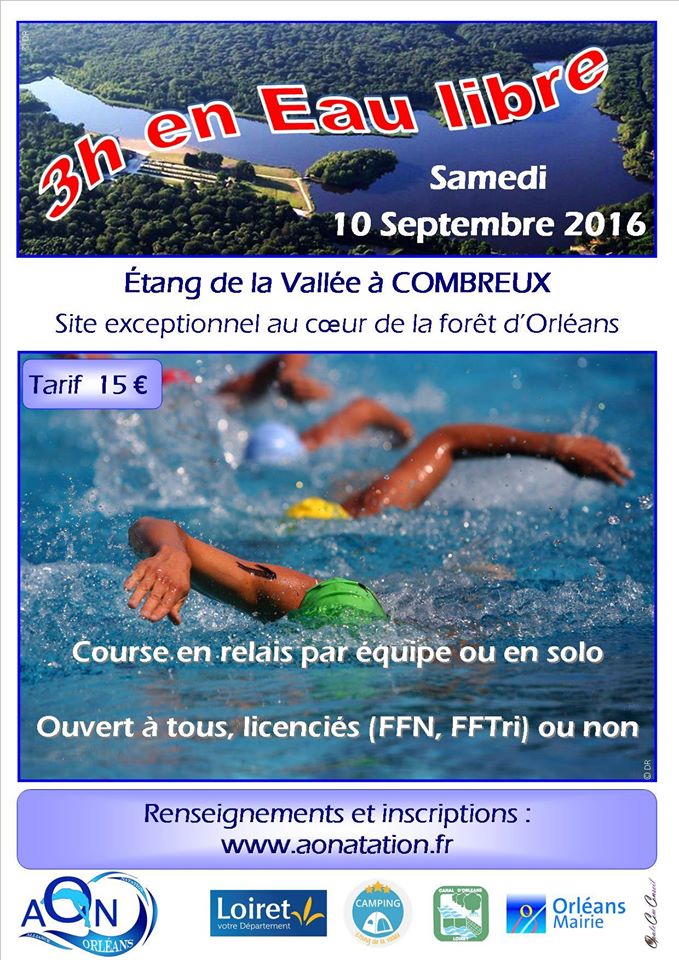 © DR
3h en Eau libre
Samedi
10 Septembre 2016
Étang de la Vallée à COMBREUX
Site exceptionnel au cœur de la forêt d'Orléans
Tarif 15 €
Course en relais par équipe ou en solo
Ouvert à tous, licenciés (FFN, FFTri) ou non
© DR
Renseignements et inscriptions :
www.aonatation.fr
AON
ORLÉANS
Loiret
votre Département
CAMPING
CANAL D'ORLÉANS
LOIRET
Orléans
Mairie